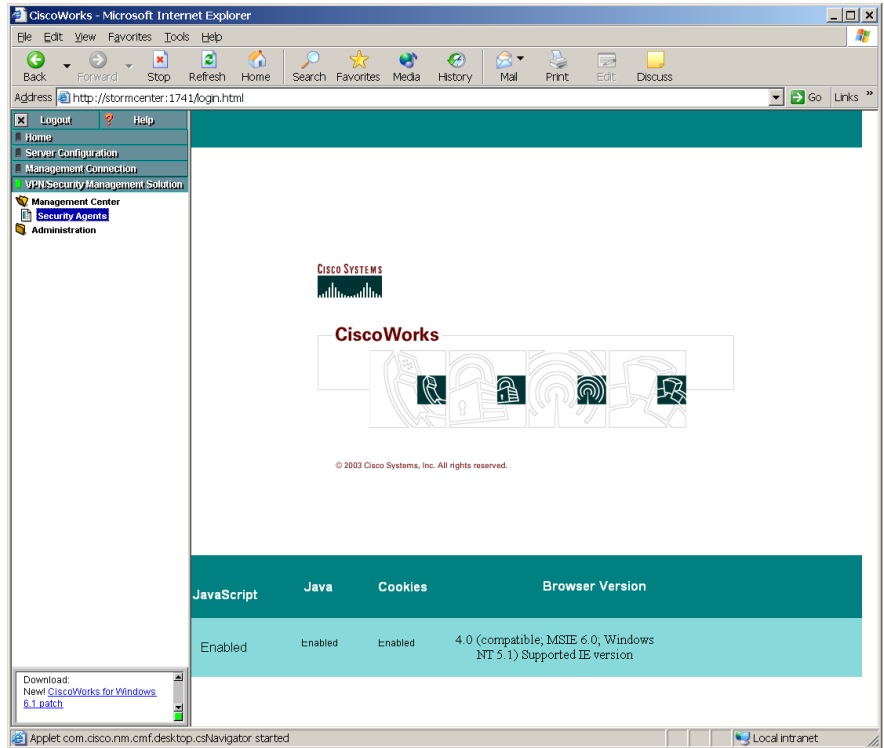 CiscoWorks - Microsoft Internet Explorer
File Edit View Favorites Tools Help
Back Forward Stop Refresh Home Search Favorites Media History Mail Print Edit Discuss
Address http://stormcenter:1741/login.html Go Links »
Logout ? Help
Home
Server Configuration
Management Connection
VPN/Security Management Solution
Management Center
Security Agents
Administration
CISCO SYSTEMS
CiscoWorks
© 2003 Cisco Systems, Inc. All rights reserved.
JavaScript Java Cookies Browser Version
Enabled Enabled Enabled 4.0 (compatible; MSIE 6.0; Windows
NT 5.1) Supported IE version
Download:
New! CiscoWorks for Windows
6.1 patch
Applet com.cisco.nm.cmf.desktop.csNavigator started Local intranet